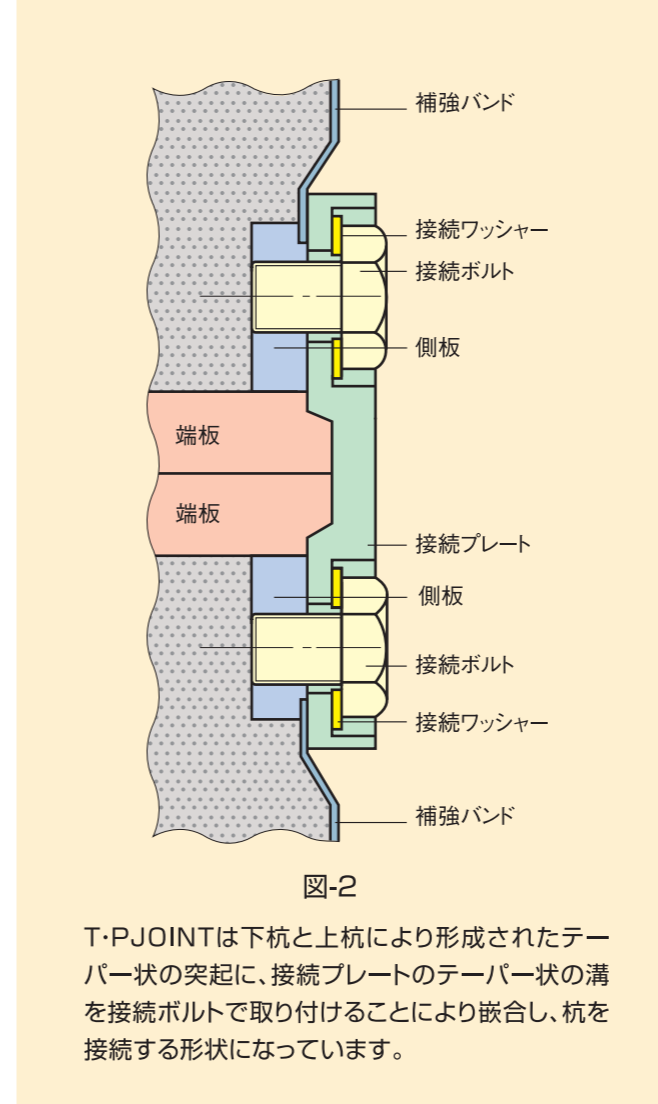 補強バンド
接続ワッシャー
接続ボルト
側板
端板
端板
接続プレート
側板
接続ボルト
接続ワッシャー
補強バンド
図-2
T・PJOINTは下杭と上杭により形成されたテー
パー状の突起に、接続プレートのテーパー状の溝
を接続ボルトで取り付けることにより嵌合し、杭を
接続する形状になっています。